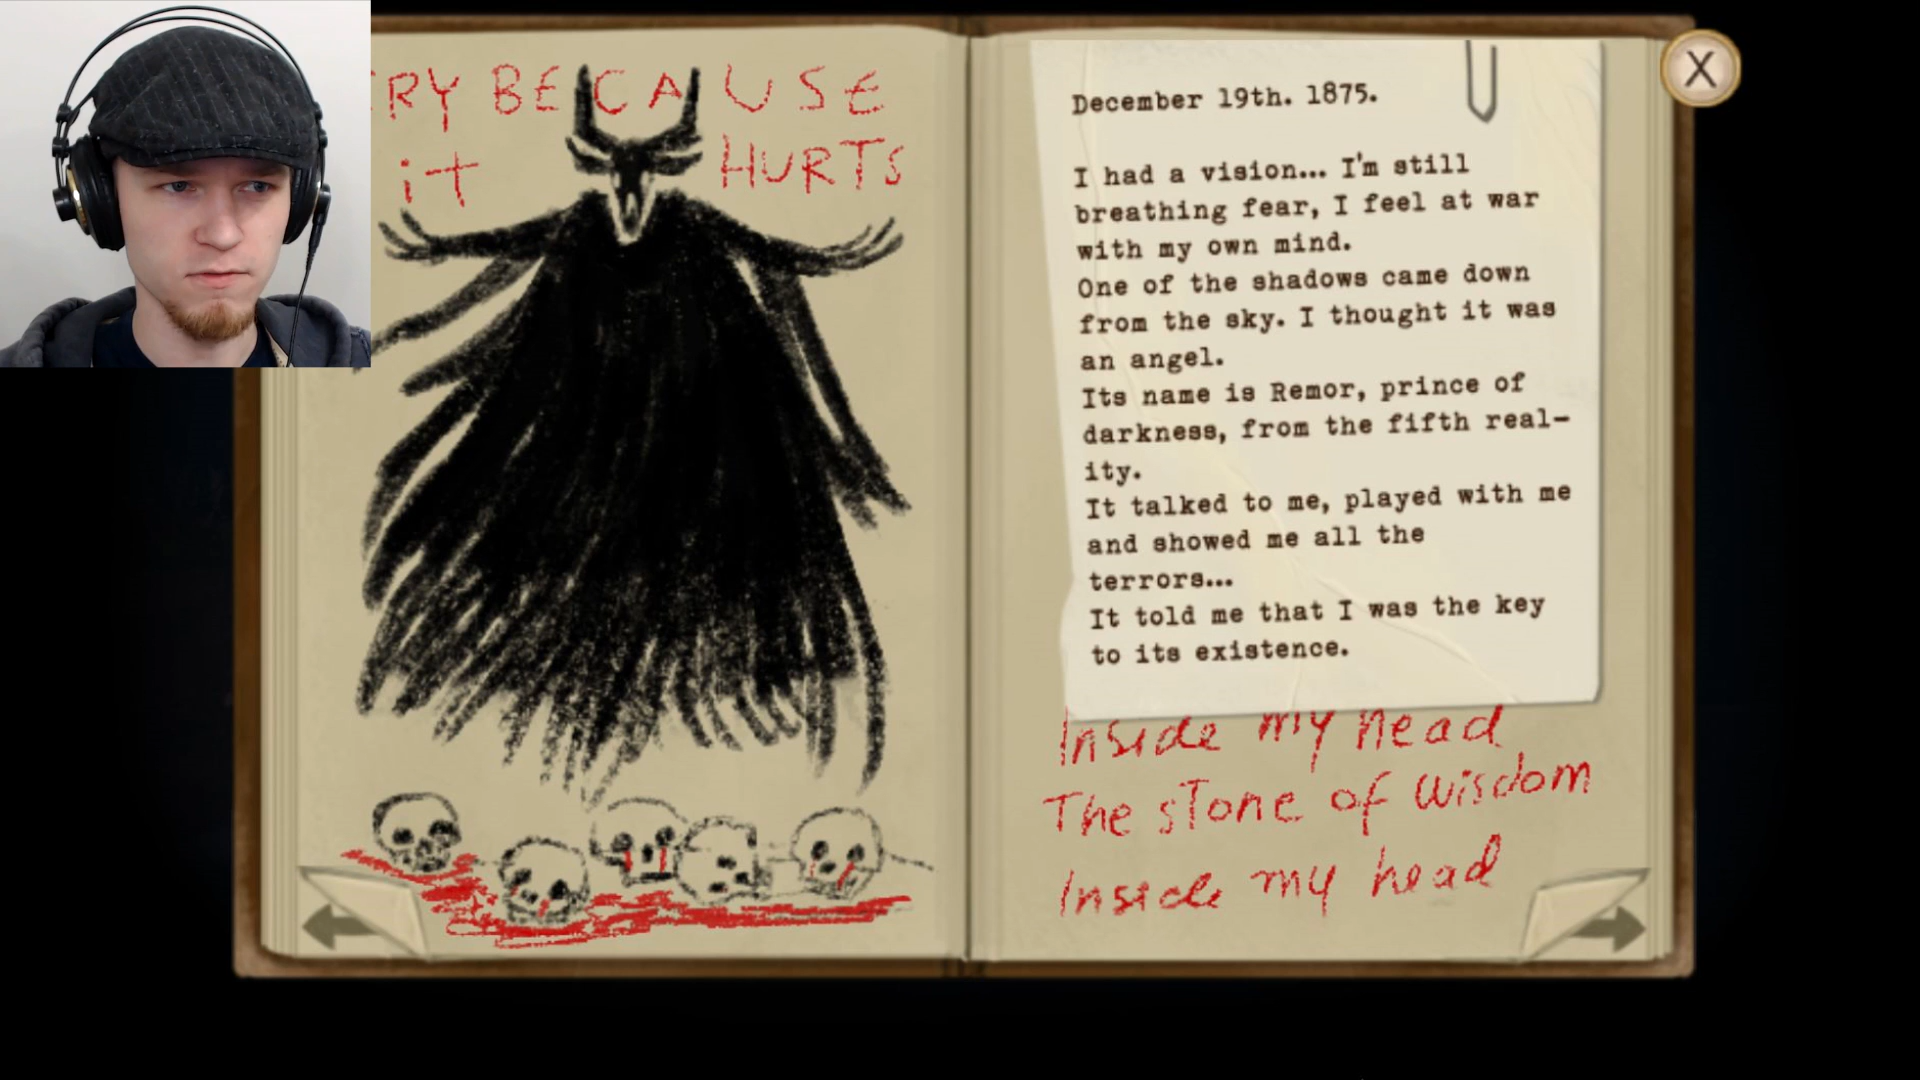 RY BECAUSE
it HURTS
December 19th. 1875.
I had a vision... I'm still
breathing fear, I feel at war
with my own mind.
One of the shadows came down
from the sky. I thought it was
an angel.
Its name is Remor, prince of
darkness, from the fifth real-
ity.
It talked to me, played with me
and showed me all the
terrors...
It told me that I was the key
to its existence.
Inside my head
The stone of wisdom
Inside my head
X